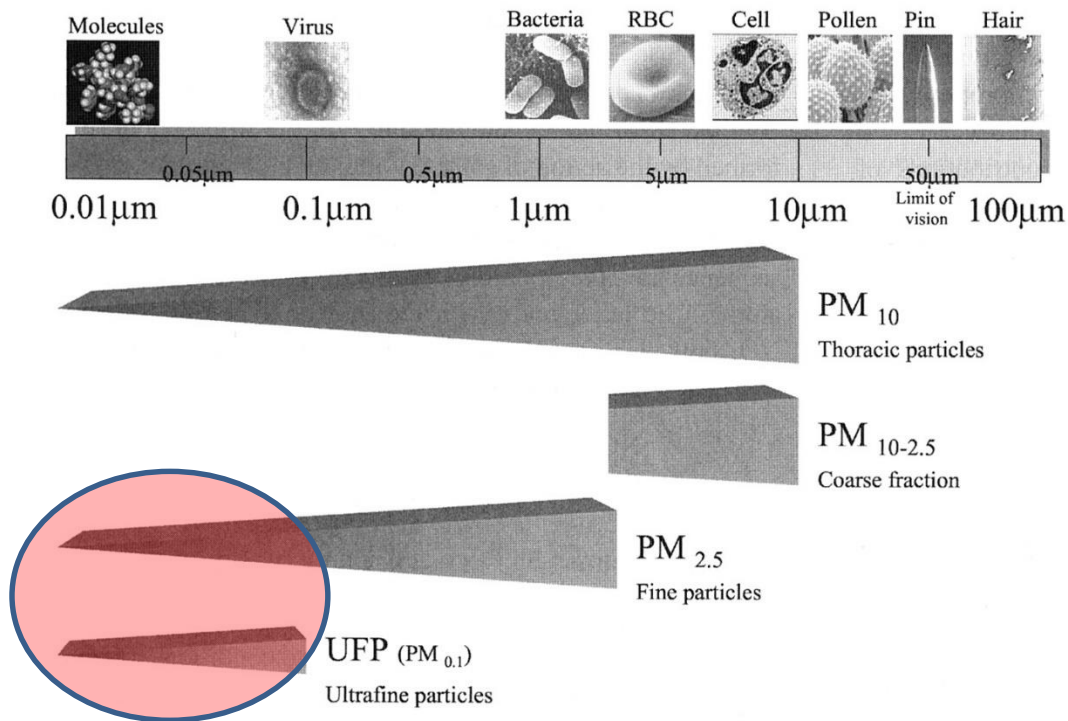 Molecules Virus Bacteria RBC Cell Pollen Pin Hair
0.05µm 0.5µm 5µm 50µm
Limit of
vision
0.01µm 0.1µm 1µm 10µm 100µm
PM 10
Thoracic particles
PM 10-2.5
Coarse fraction
PM 2.5
Fine particles
UFP (PM 0.1)
Ultrafine particles